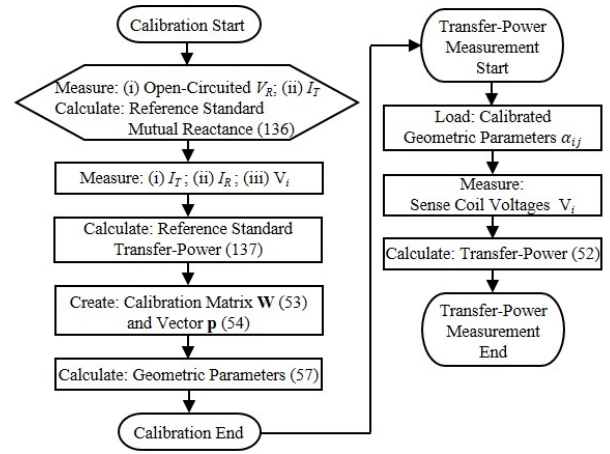 Calibration Start
Measure: (i) Open-Circuited V_R; (ii) I_T
Calculate: Reference Standard
Mutual Reactance (136)
Measure: (i) I_T; (ii) I_R; (iii) V_i
Calculate: Reference Standard
Transfer-Power (137)
Create: Calibration Matrix W (53)
and Vector p (54)
Calculate: Geometric Parameters (57)
Calibration End
Transfer-Power
Measurement
Start
Load: Calibrated
Geometric Parameters α_ij
Measure:
Sense Coil Voltages V_i
Calculate: Transfer-Power (52)
Transfer-Power
Measurement
End